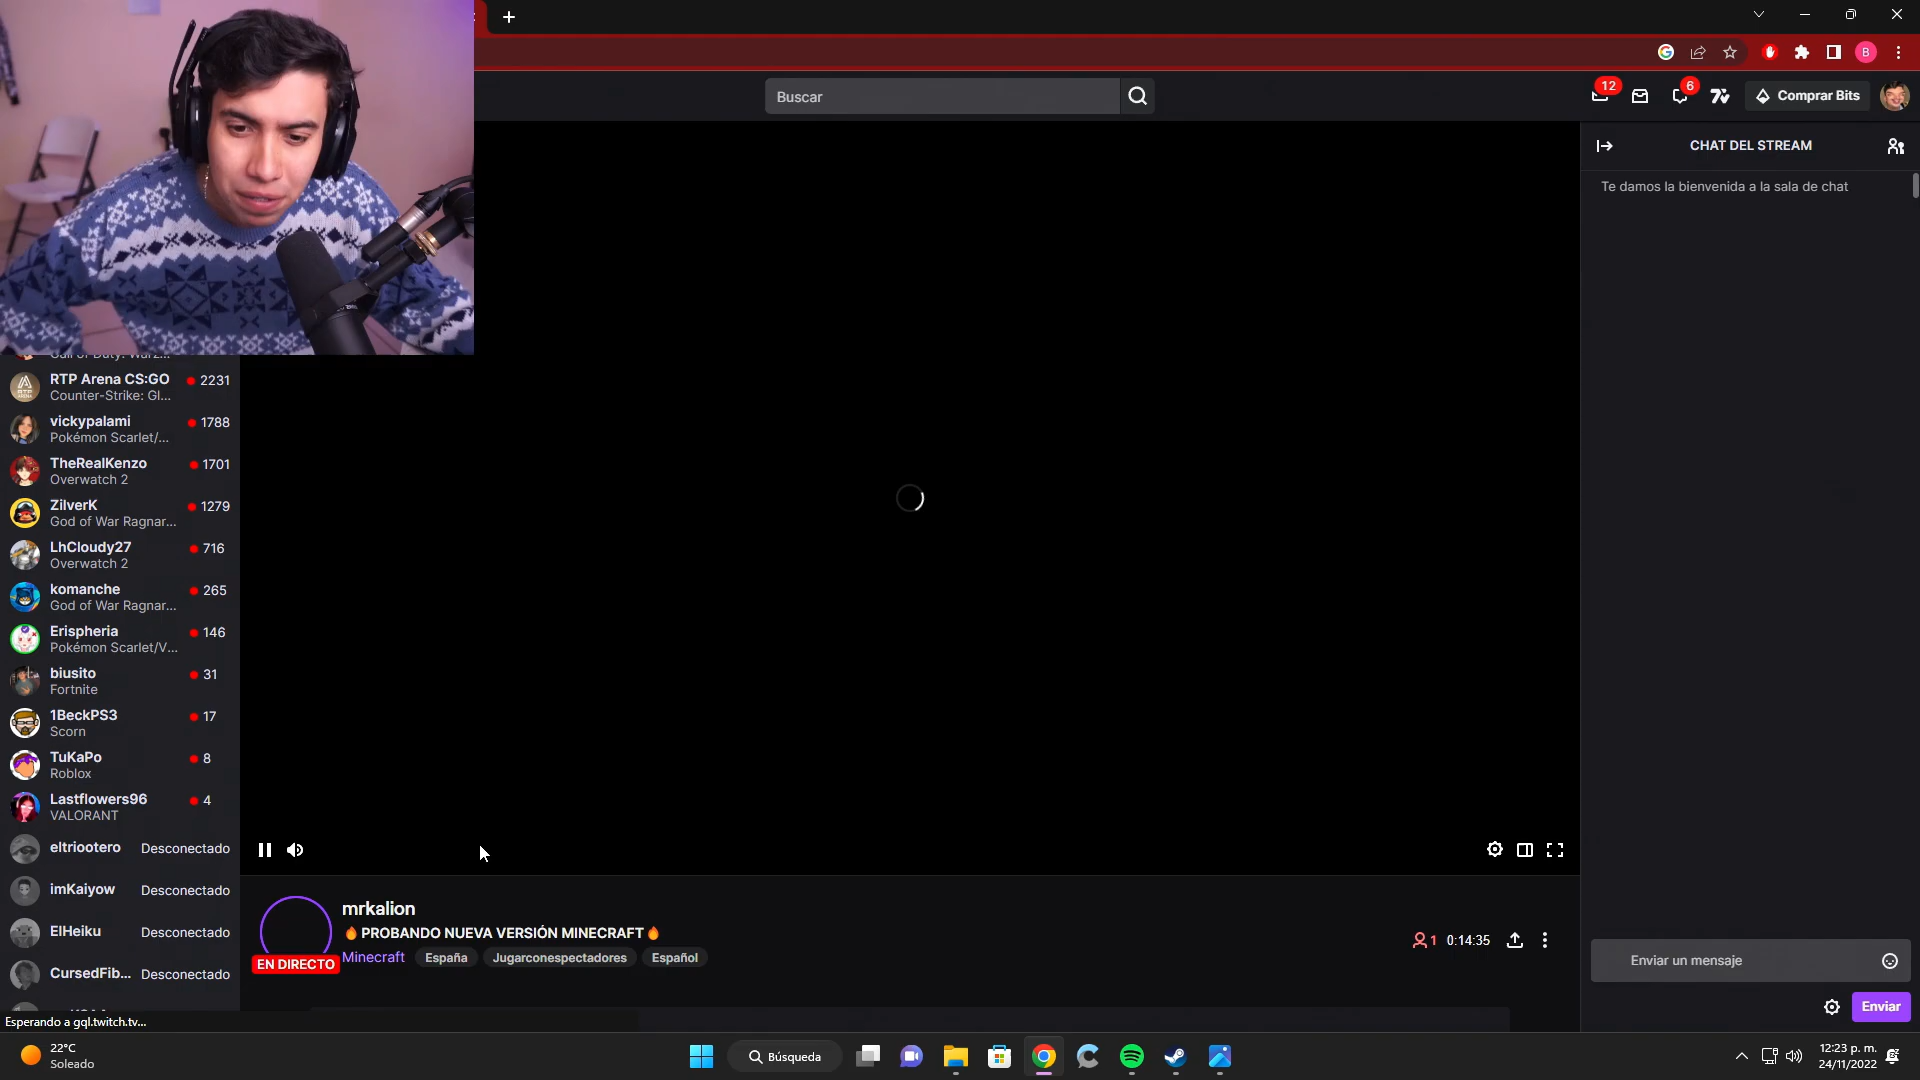 Buscar
12
6
Comprar Bits
B
CHAT DEL STREAM
Te damos la bienvenida a la sala de chat
RTP Arena CS:GO
2231
Counter-Strike: Gl...
vickypalami
1788
Pokémon Scarlet/...
TheRealKenzo
1701
Overwatch 2
ZilverK
1279
God of War Ragnar...
LhCloudy27
716
Overwatch 2
komanche
265
God of War Ragnar...
Erispheria
146
Pokémon Scarlet/V...
biusito
31
Fortnite
1BeckPS3
17
Scorn
TuKaPo
8
Roblox
Lastflowers96
4
VALORANT
eltriootero Desconectado
imKaiyow Desconectado
ElHeiku Desconectado
CursedFib... Desconectado
mrkalion
🔥 PROBANDO NUEVA VERSIÓN MINECRAFT 🔥
EN DIRECTO
Minecraft España Jugarconespectadores Español
1 0:14:35
Enviar un mensaje
Enviar
Esperando a gql.twitch.tv...
22°C
Soleado
Búsqueda
12:23 p. m.
24/11/2022